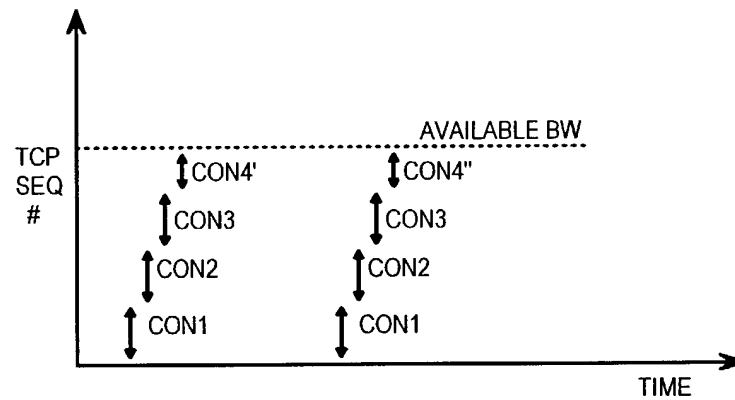 AVAILABLE BW
TCP
SEQ
#
CON4' CON4"
CON3 CON3
CON2 CON2
CON1 CON1
TIME